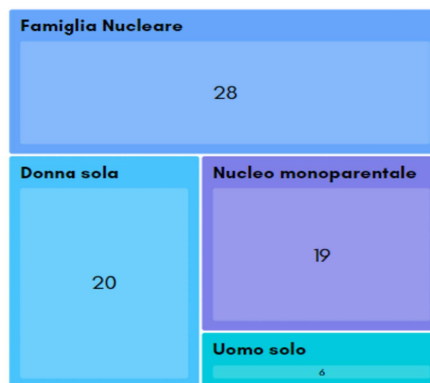 Famiglia Nucleare
28
Donna sola
20
Nucleo monoparentale
19
Uomo solo
6